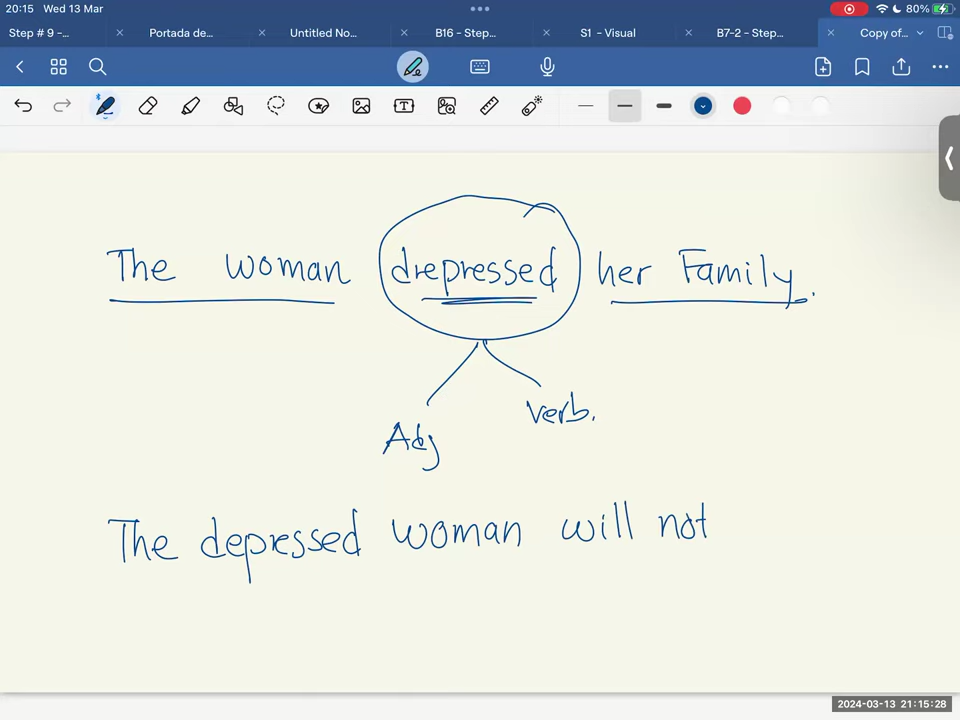 20:15 Wed 13 Mar
80%
Step # 9 –...
Portada de...
Untitled No...
B16 - Step...
S1 - Visual
B7-2 - Step...
Copy of...
The woman drepressed her Family.
Adj
verb.
The depressed woman will not
2024-03-13 21:15:28